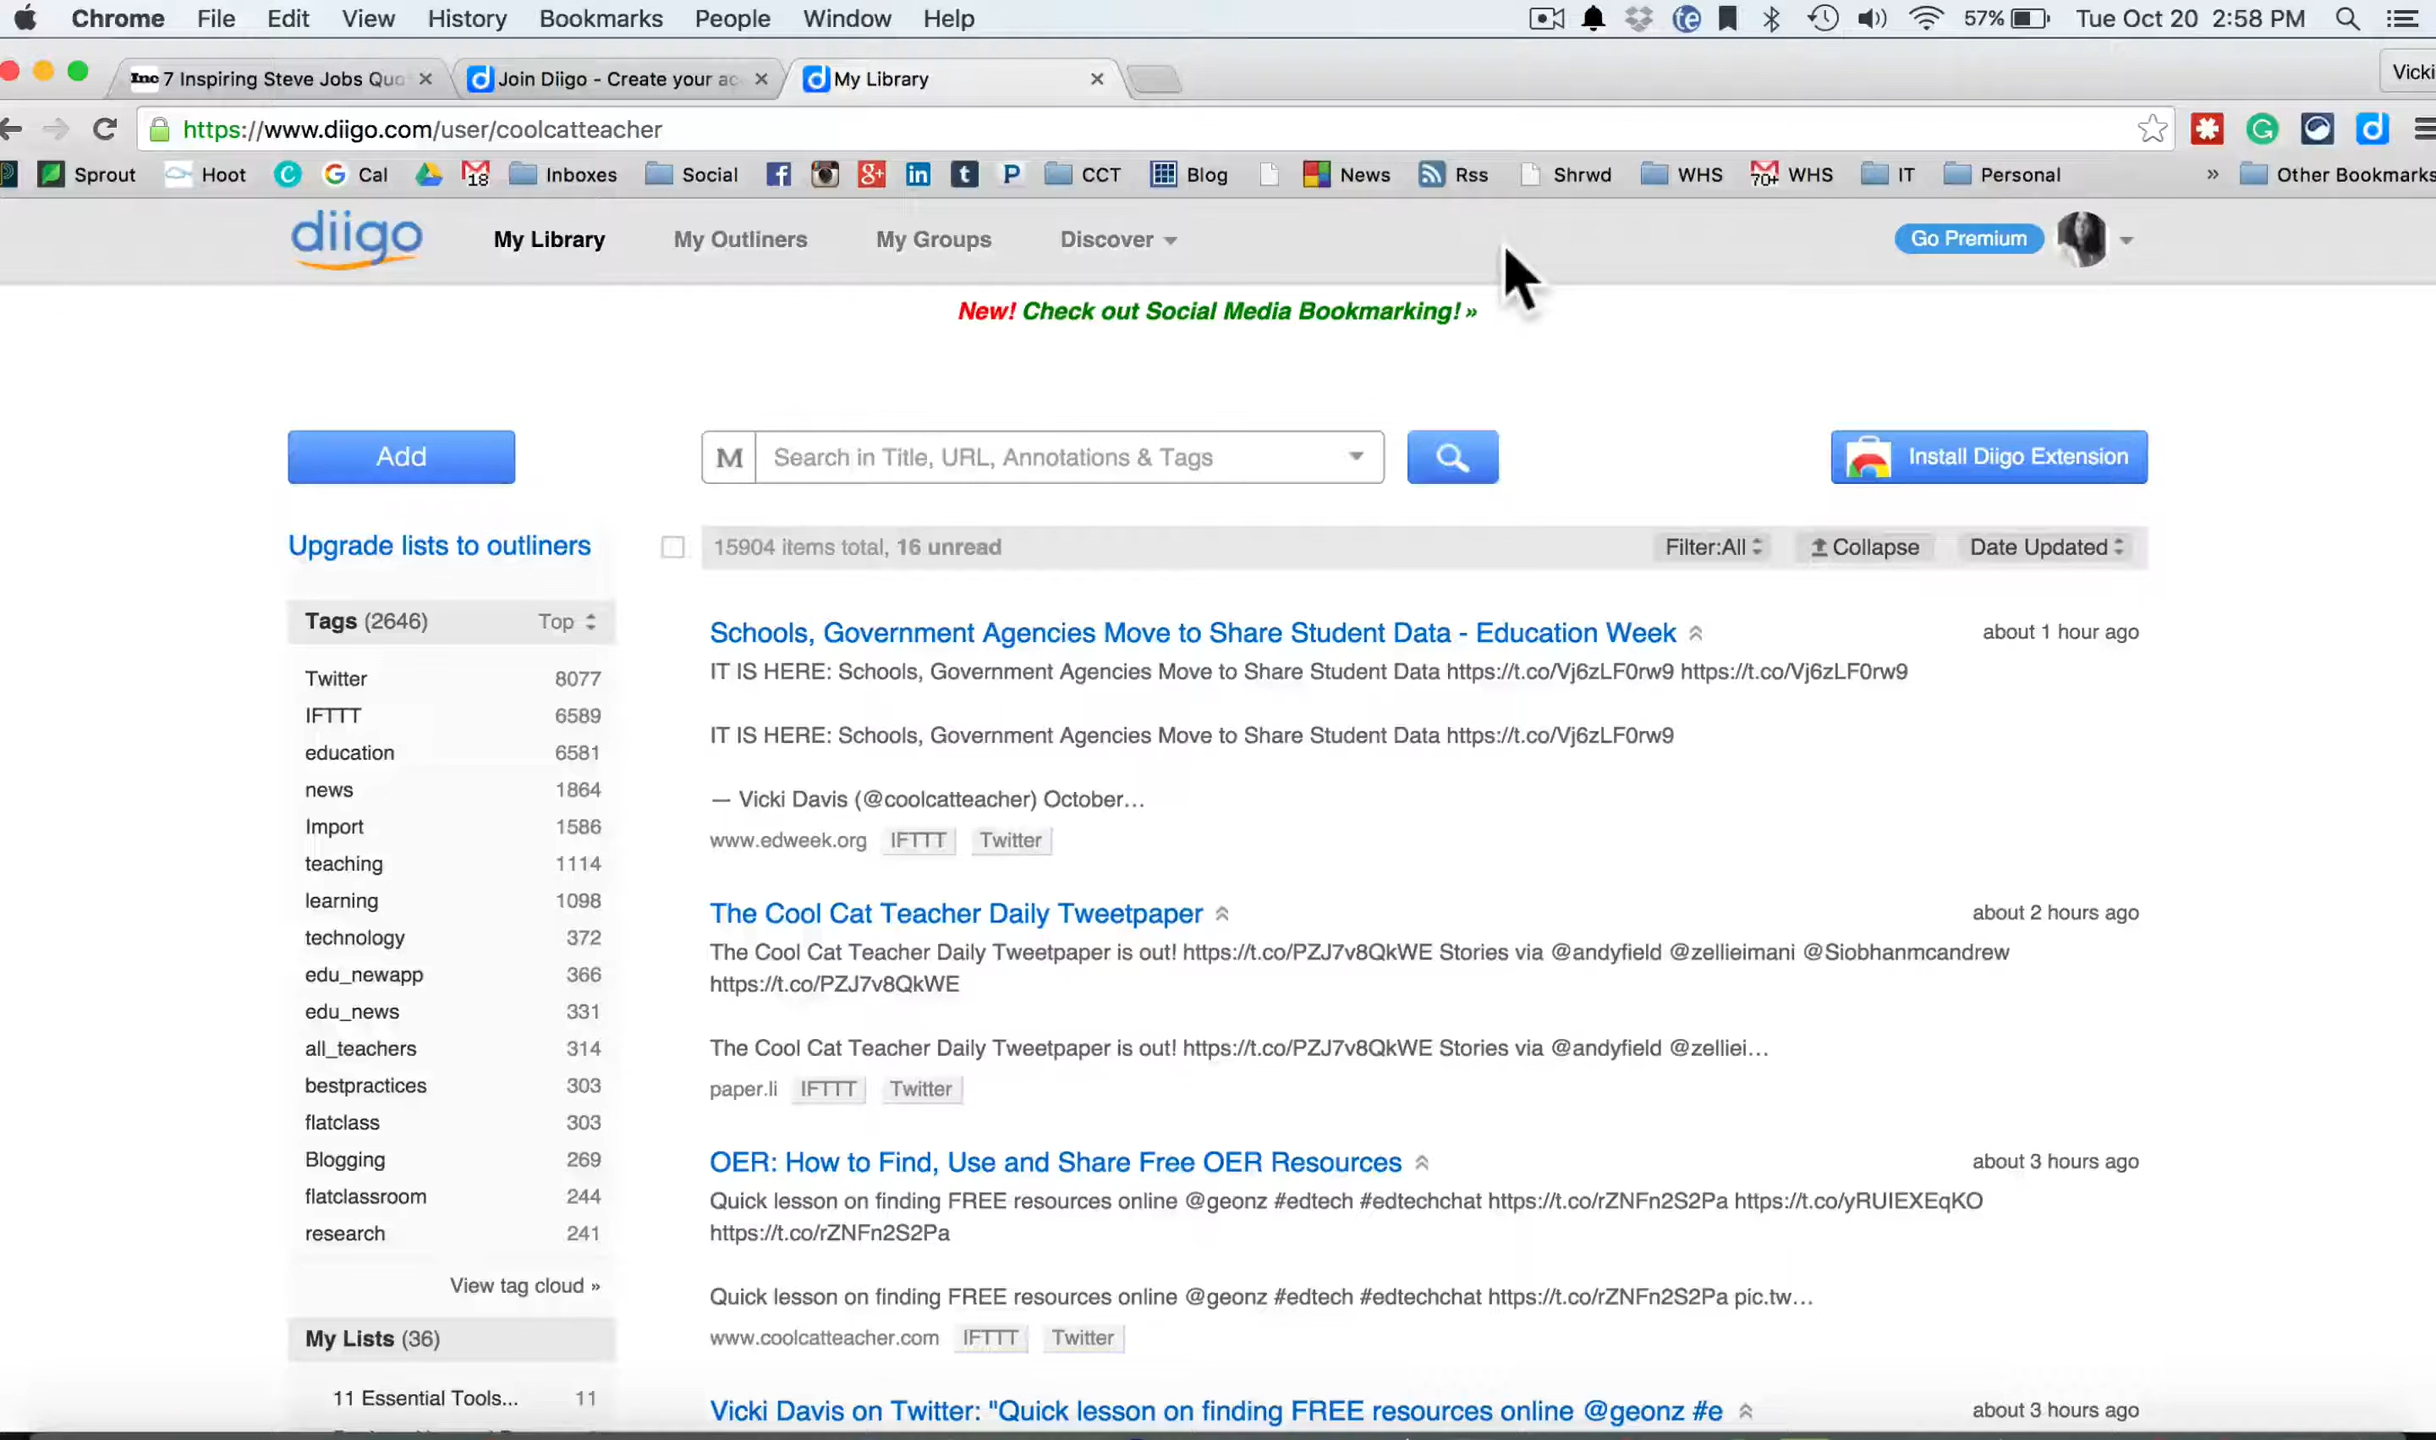 Chrome File Edit View History Bookmarks People Window Help 57% Tue Oct 20 2:58 PM
Inc 7 Inspiring Steve Jobs Quo Join Diigo - Create your ac My Library Vicki
https://www.diigo.com/user/coolcatteacher
Sprout Hoot Cal 18 Inboxes Social CCT Blog News Rss Shrwd WHS 70+ WHS IT Personal » Other Bookmarks
diigo My Library My Outliners My Groups Discover Go Premium
New! Check out Social Media Bookmarking! »
Add M Search in Title, URL, Annotations & Tags Install Diigo Extension
Upgrade lists to outliners
15904 items total, 16 unread Filter:All Collapse Date Updated
Tags (2646) Top
Twitter 8077
IFTTT 6589
education 6581
news 1864
Import 1586
teaching 1114
learning 1098
technology 372
edu_newapp 366
edu_news 331
all_teachers 314
bestpractices 303
flatclass 303
Blogging 269
flatclassroom 244
research 241
View tag cloud »
My Lists (36)
11 Essential Tools... 11
Schools, Government Agencies Move to Share Student Data - Education Week about 1 hour ago
IT IS HERE: Schools, Government Agencies Move to Share Student Data https://t.co/Vj6zLF0rw9 https://t.co/Vj6zLF0rw9
IT IS HERE: Schools, Government Agencies Move to Share Student Data https://t.co/Vj6zLF0rw9
— Vicki Davis (@coolcatteacher) October...
www.edweek.org IFTTT Twitter
The Cool Cat Teacher Daily Tweetpaper about 2 hours ago
The Cool Cat Teacher Daily Tweetpaper is out! https://t.co/PZJ7v8QkWE Stories via @andyfield @zellieimani @Siobhanmcandrew
https://t.co/PZJ7v8QkWE
The Cool Cat Teacher Daily Tweetpaper is out! https://t.co/PZJ7v8QkWE Stories via @andyfield @zelliei...
paper.li IFTTT Twitter
OER: How to Find, Use and Share Free OER Resources about 3 hours ago
Quick lesson on finding FREE resources online @geonz #edtech #edtechchat https://t.co/rZNFn2S2Pa https://t.co/yRUIEXEqKO
https://t.co/rZNFn2S2Pa
Quick lesson on finding FREE resources online @geonz #edtech #edtechchat https://t.co/rZNFn2S2Pa pic.tw...
www.coolcatteacher.com IFTTT Twitter
Vicki Davis on Twitter: "Quick lesson on finding FREE resources online @geonz #e about 3 hours ago